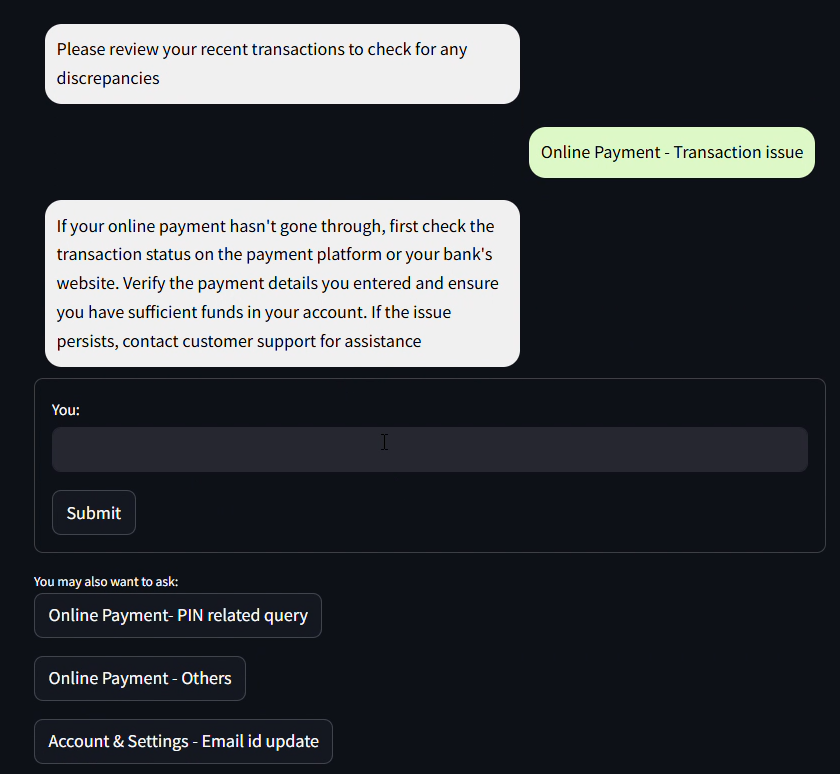 Please review your recent transactions to check for any
discrepancies
Online Payment - Transaction issue
If your online payment hasn't gone through, first check the
transaction status on the payment platform or your bank's
website. Verify the payment details you entered and ensure
you have sufficient funds in your account. If the issue
persists, contact customer support for assistance
You:
Submit
You may also want to ask:
Online Payment- PIN related query
Online Payment - Others
Account & Settings - Email id update